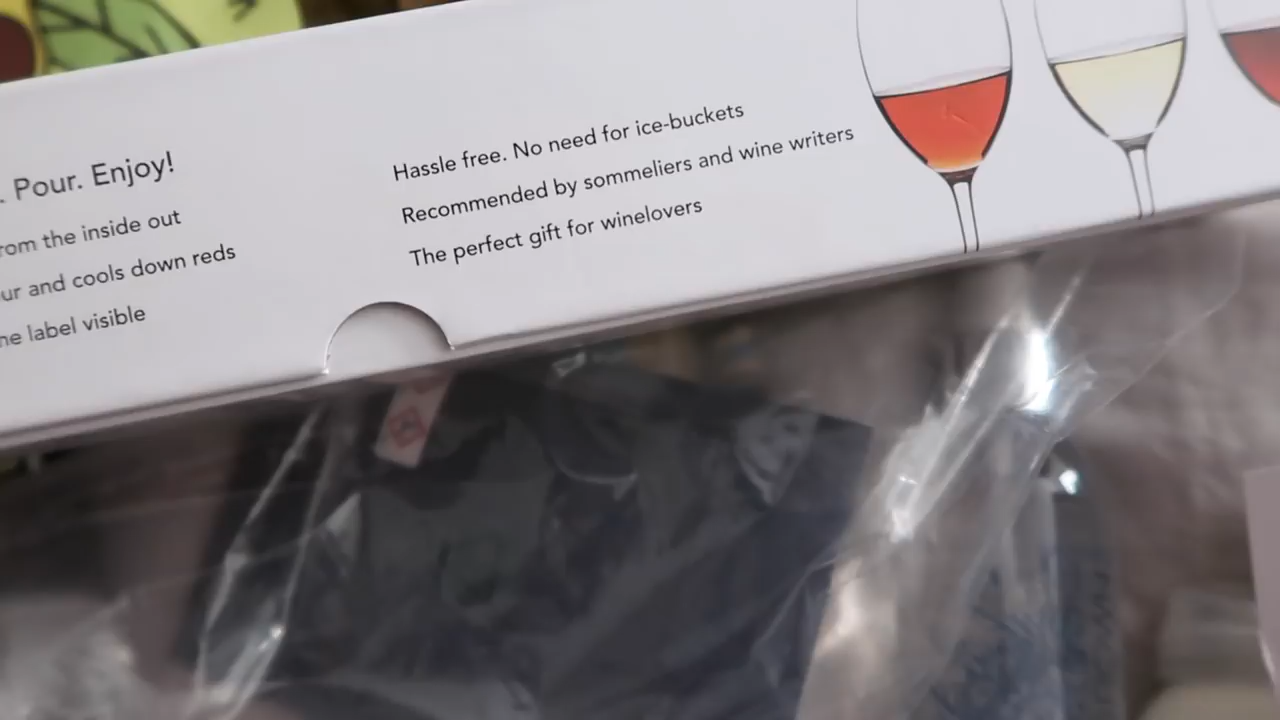 . Pour. Enjoy!
rom the inside out
ur and cools down reds
he label visible
Hassle free. No need for ice-buckets
Recommended by sommeliers and wine writers
The perfect gift for winelovers